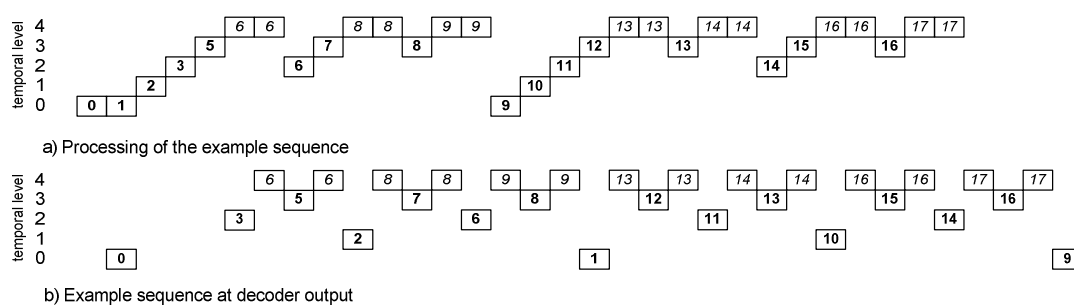 temporal level
4 6 6 8 8 9 9 13 13 14 14 16 16 17 17
3 5 7 8 12 13 15 16
2 3 6 11 14
1 2 10
0 0 1 9
a) Processing of the example sequence
temporal level
4 6 6 8 8 9 9 13 13 14 14 16 16 17 17
3 5 7 8 12 13 15 16
2 3 6 11 14
1 2 10
0 0 1 9
b) Example sequence at decoder output